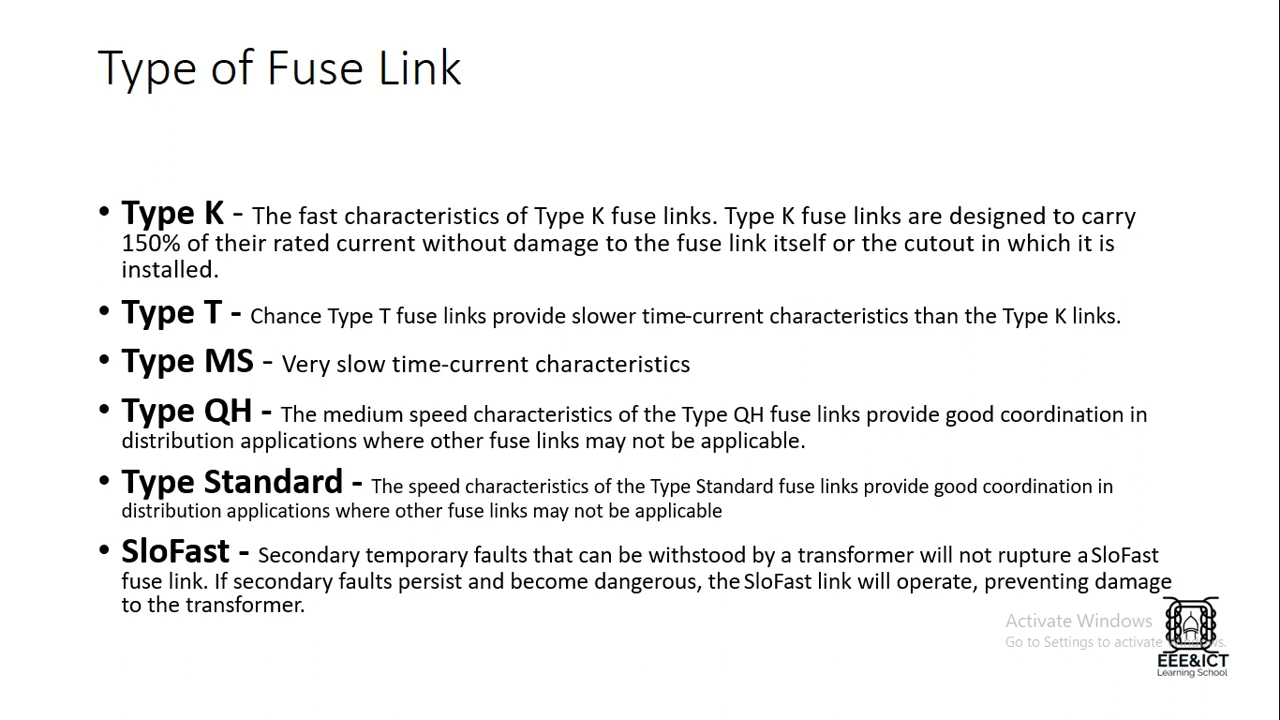 Type of Fuse Link
• Type K - The fast characteristics of Type K fuse links. Type K fuse links are designed to carry
150% of their rated current without damage to the fuse link itself or the cutout in which it is
installed.
• Type T - Chance Type T fuse links provide slower time-current characteristics than the Type K links.
• Type MS - Very slow time-current characteristics
• Type QH - The medium speed characteristics of the Type QH fuse links provide good coordination in
distribution applications where other fuse links may not be applicable.
• Type Standard - The speed characteristics of the Type Standard fuse links provide good coordination in
distribution applications where other fuse links may not be applicable
• SloFast - Secondary temporary faults that can be withstood by a transformer will not rupture a SloFast
fuse link. If secondary faults persist and become dangerous, the SloFast link will operate, preventing damage
to the transformer.
Activate Windows
Go to Settings to activate Windows.
EEE&ICT
Learning School